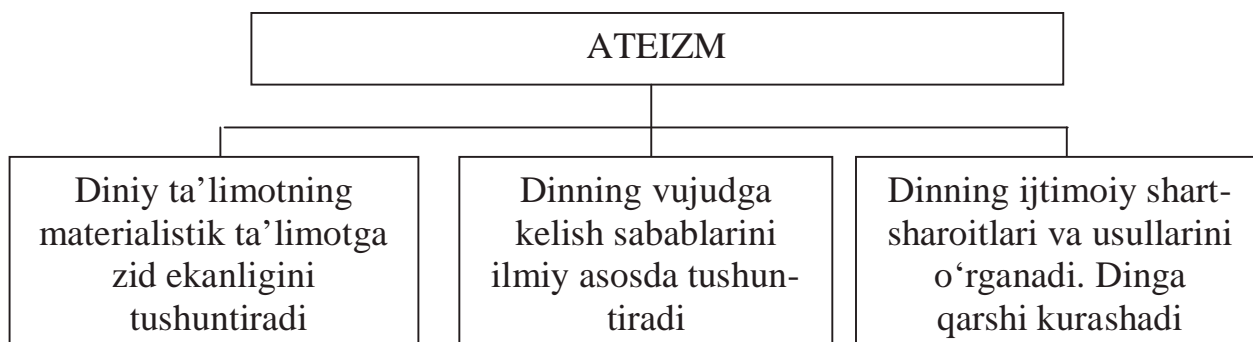 ATEIZM
Diniy ta’limotning
materialistik ta’limotga
zid ekanligini
tushuntiradi
Dinning vujudga
kelish sabablarini
ilmiy asosda tushun-
tiradi
Dinning ijtimoiy shart-
sharoitlari va usullarini
o‘rganadi. Dinga
qarshi kurashadi